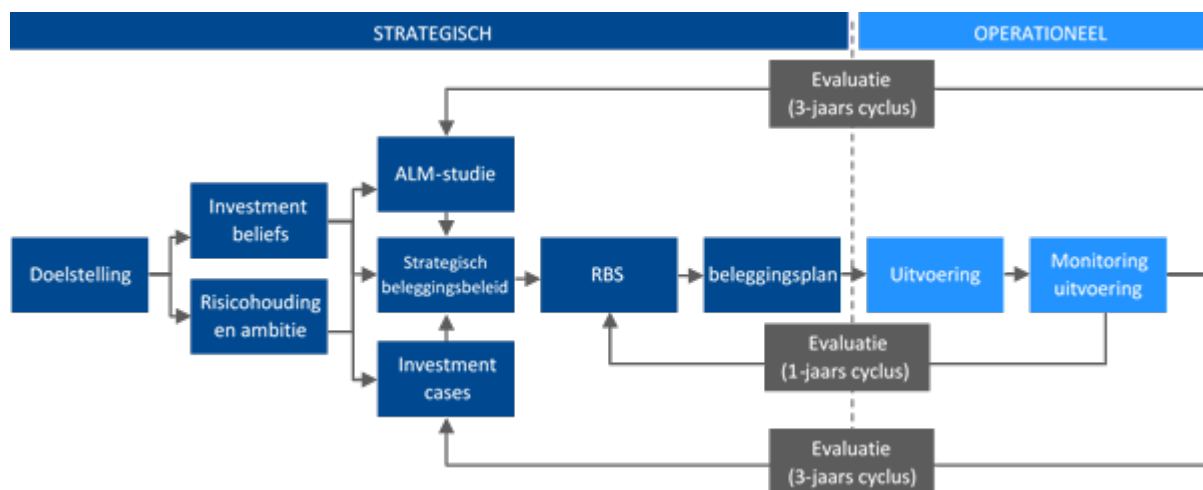 STRATEGISCH
OPERATIONEEL
Evaluatie
(3-jaars cyclus)
ALM-studie
Investment
beliefs
Doelstelling
Risicohouding
en ambitie
Strategisch
beleggingsbeleid
RBS
beleggingsplan
Uitvoering
Monitoring
uitvoering
Investment
cases
Evaluatie
(1-jaars cyclus)
Evaluatie
(3-jaars cyclus)